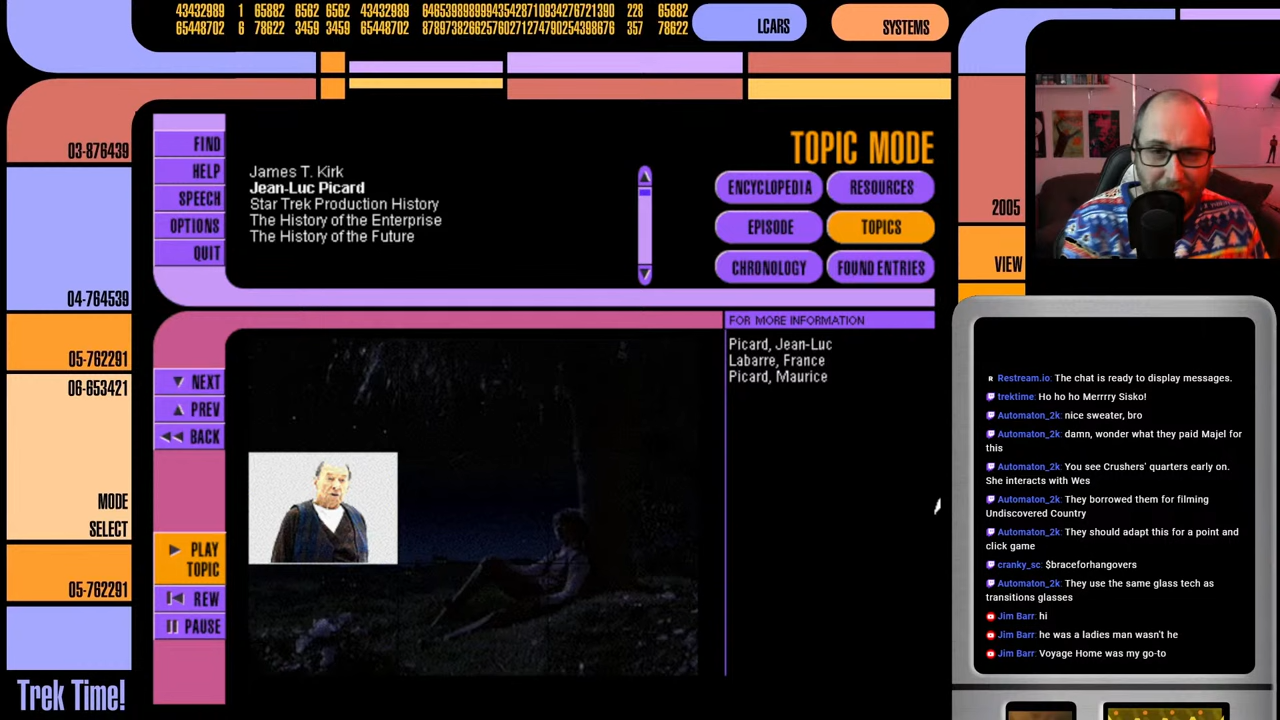 43432989 1 65882 6562 6562 43432989 64653989899943542871093427672​1390 228 65882
65448702 6 78622 3459 3459 65448702 87897382662576027127479025439​8676 357 78622
LCARS
SYSTEMS
03-876439
04-764539
05-762291
06-653421
MODE
SELECT
05-762291
Trek Time!
FIND
HELP
SPEECH
OPTIONS
QUIT
James T. Kirk
Jean-Luc Picard
Star Trek Production History
The History of the Enterprise
The History of the Future
TOPIC MODE
ENCYCLOPEDIA
RESOURCES
EPISODE
TOPICS
CHRONOLOGY
FOUND ENTRIES
NEXT
PREV
BACK
PLAY
TOPIC
REW
PAUSE
FOR MORE INFORMATION
Picard, Jean-Luc
Labarre, France
Picard, Maurice
2005
VIEW
R Restream.io: The chat is ready to display messages.
trektime: Ho ho ho Merrrry Sisko!
Automaton_2k: nice sweater, bro
Automaton_2k: damn, wonder what they paid Majel for
this
Automaton_2k: You see Crushers' quarters early on.
She interacts with Wes
Automaton_2k: They borrowed them for filming
Undiscovered Country
Automaton_2k: They should adapt this for a point and
click game
cranky_sc: $braceforhangovers
Automaton_2k: They use the same glass tech as
transitions glasses
Jim Barr: hi
Jim Barr: he was a ladies man wasn't he
Jim Barr: Voyage Home was my go-to